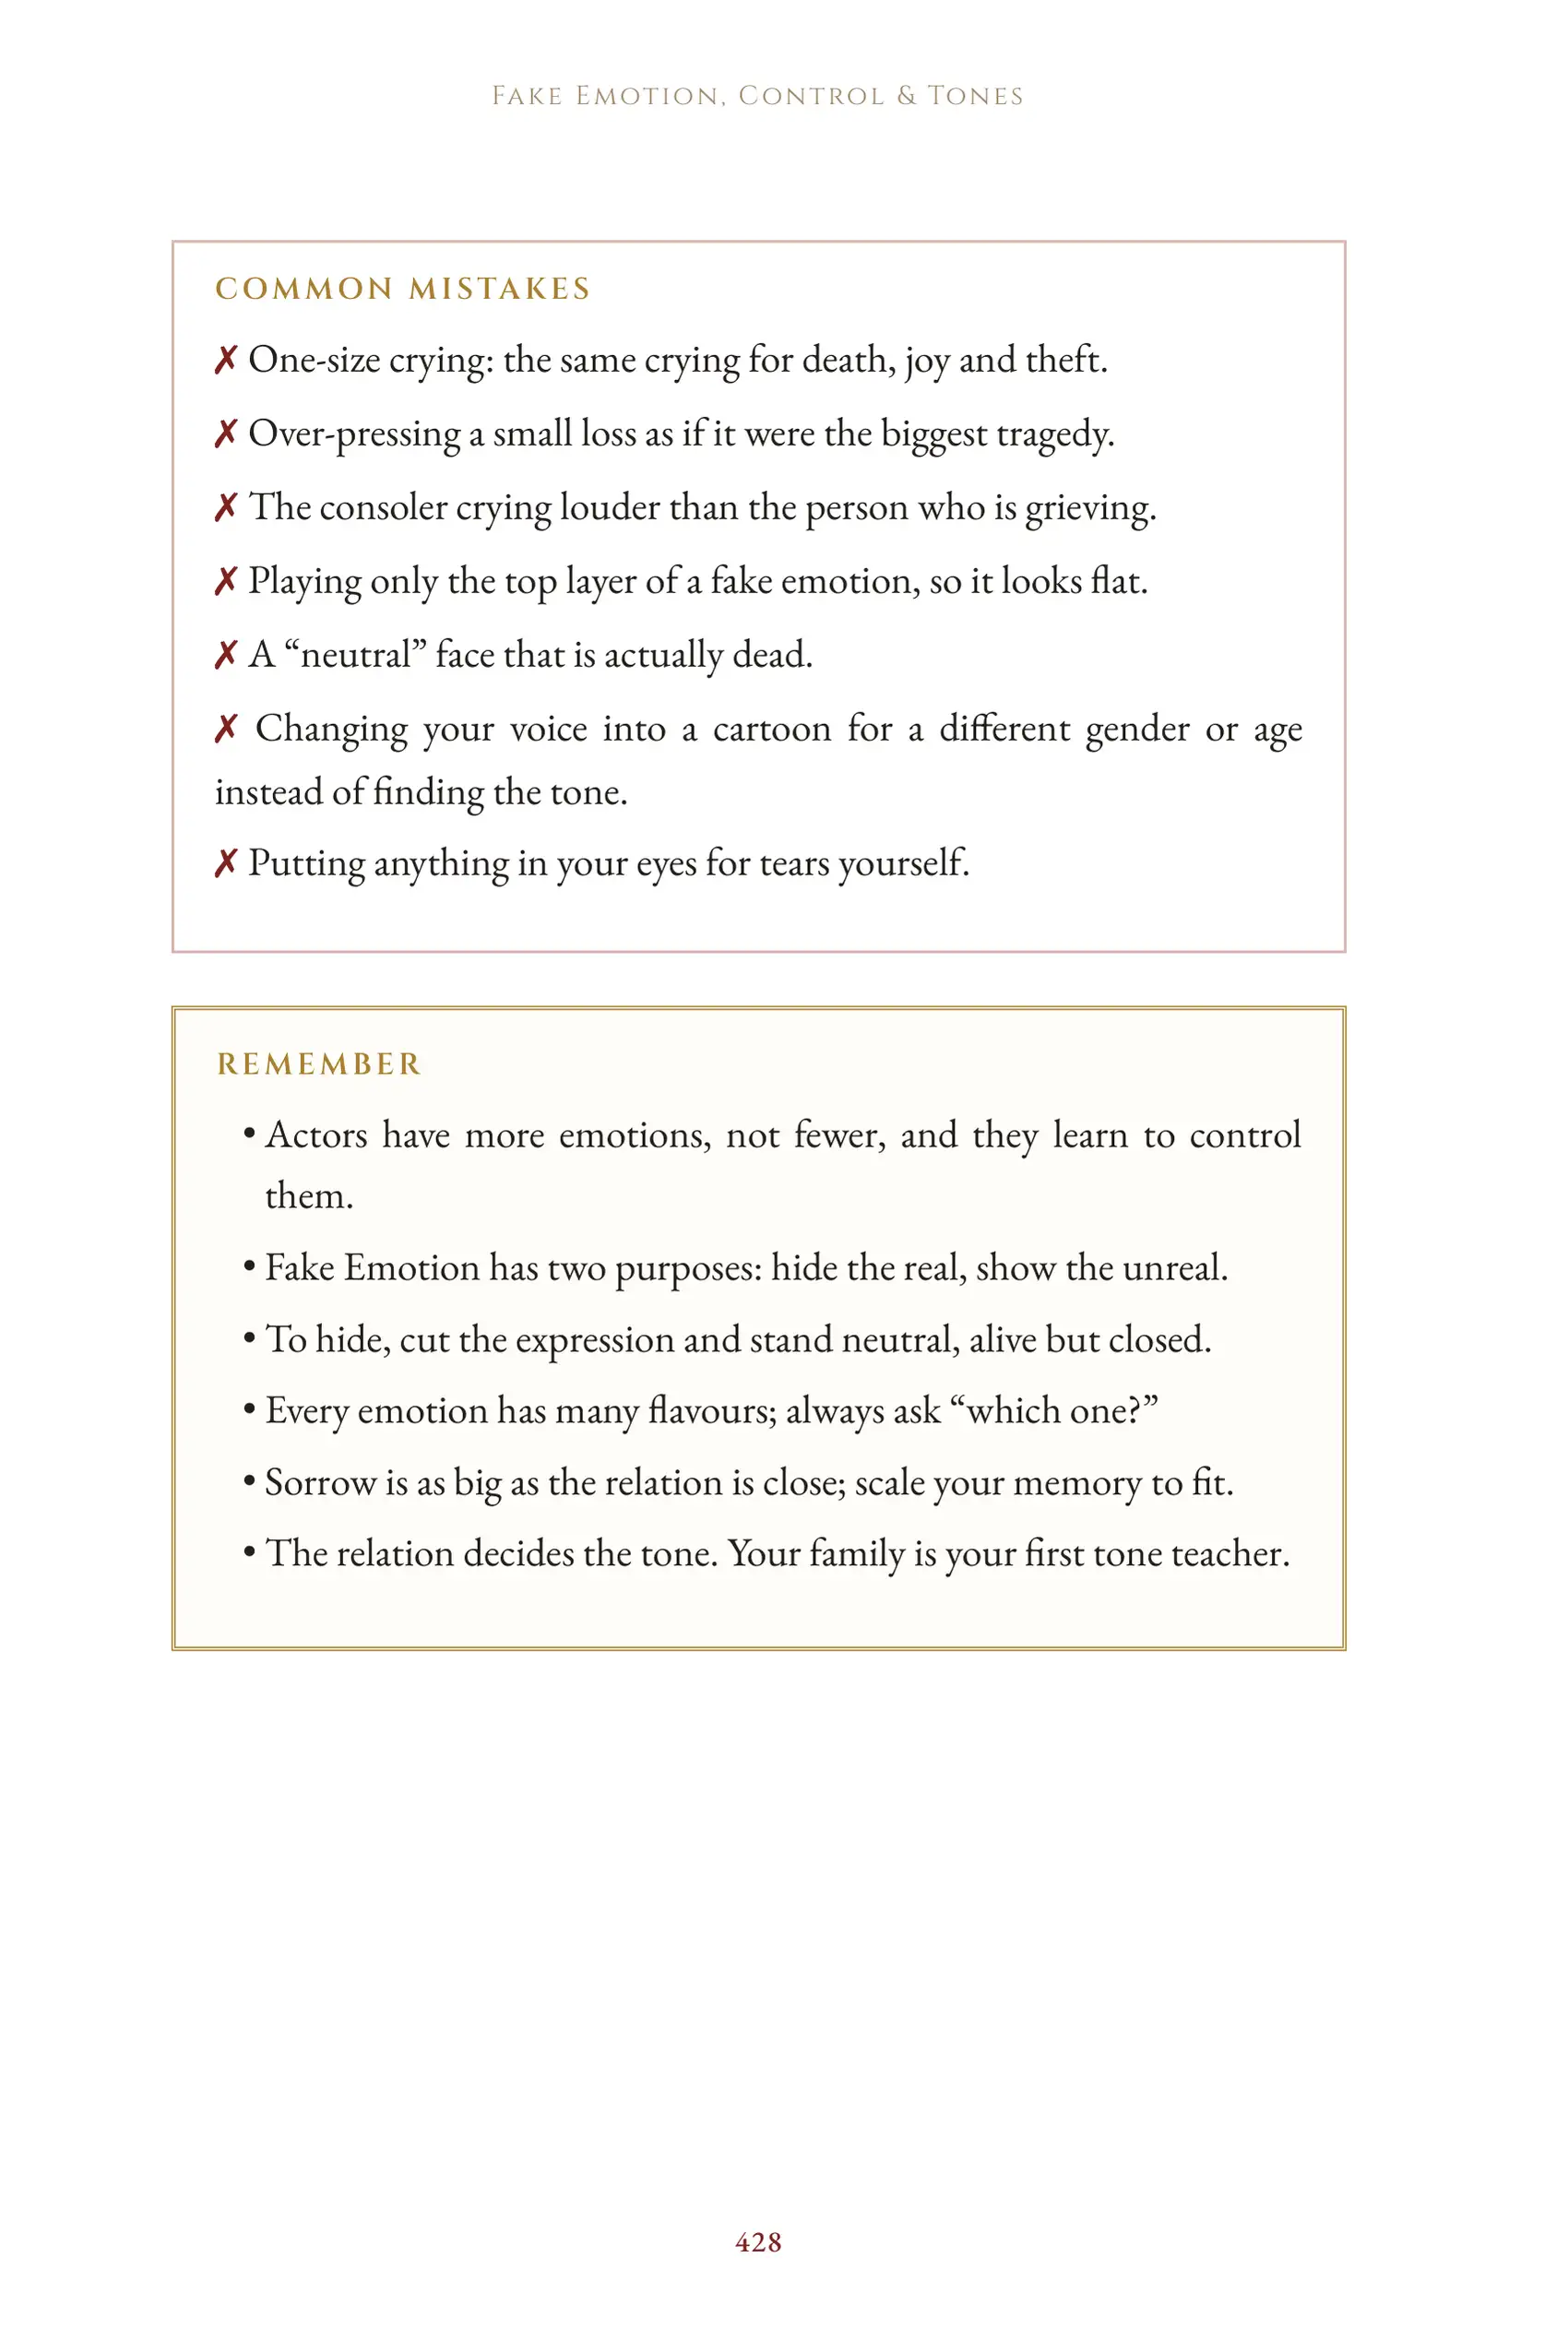 Fake Emotion, Control & Tones
COMMON MISTAKES
✗ One-size crying: the same crying for death, joy and theft.
✗ Over-pressing a small loss as if it were the biggest tragedy.
✗ The consoler crying louder than the person who is grieving.
✗ Playing only the top layer of a fake emotion, so it looks flat.
✗ A “neutral” face that is actually dead.
✗ Changing your voice into a cartoon for a different gender or age
instead of finding the tone.
✗ Putting anything in your eyes for tears yourself.
REMEMBER
• Actors have more emotions, not fewer, and they learn to control
them.
• Fake Emotion has two purposes: hide the real, show the unreal.
• To hide, cut the expression and stand neutral, alive but closed.
• Every emotion has many flavours; always ask “which one?”
• Sorrow is as big as the relation is close; scale your memory to fit.
• The relation decides the tone. Your family is your first tone teacher.
428